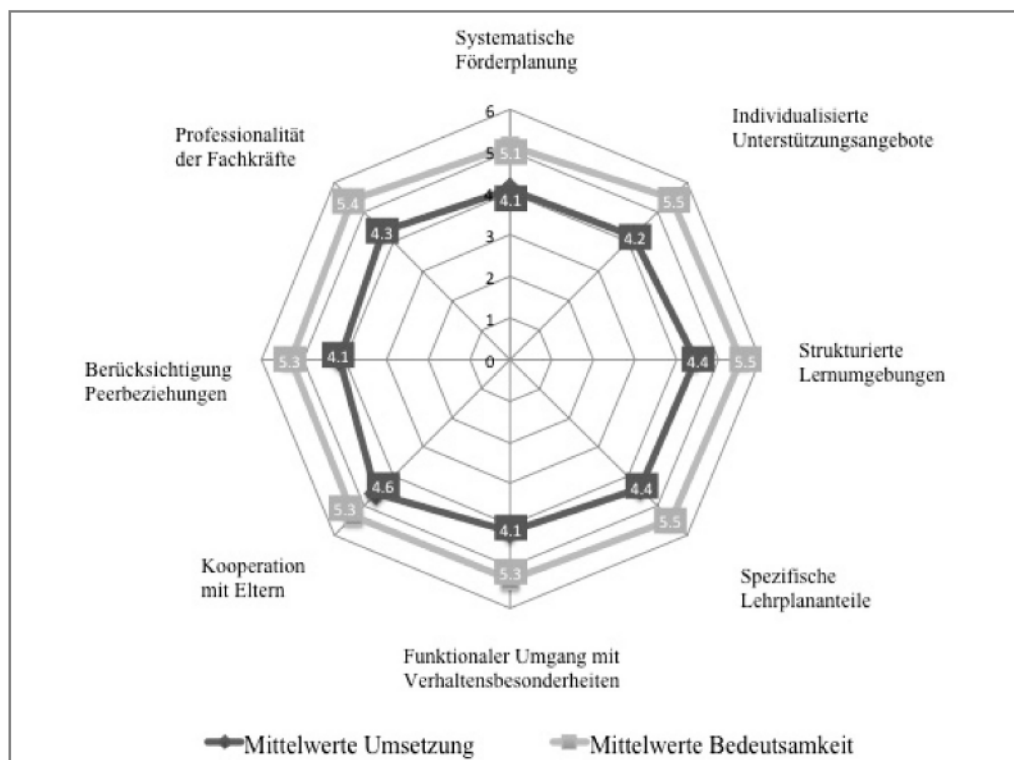 Systematische
Förderplanung
Individualisierte
Unterstützungsangebote
Professionalität
der Fachkräfte
6
5
4
3
2
1
0
5.1
4.1
5.4
4.3
5.5
4.2
Berücksichtigung
Peerbeziehungen
5.3
4.1
4.4
5.5
Strukturierte
Lernumgebungen
4.6
5.3
4.4
5.5
4.1
5.3
Kooperation
mit Eltern
Spezifische
Lehrplananteile
Funktionaler Umgang mit
Verhaltensbesonderheiten
Mittelwerte Umsetzung
Mittelwerte Bedeutsamkeit